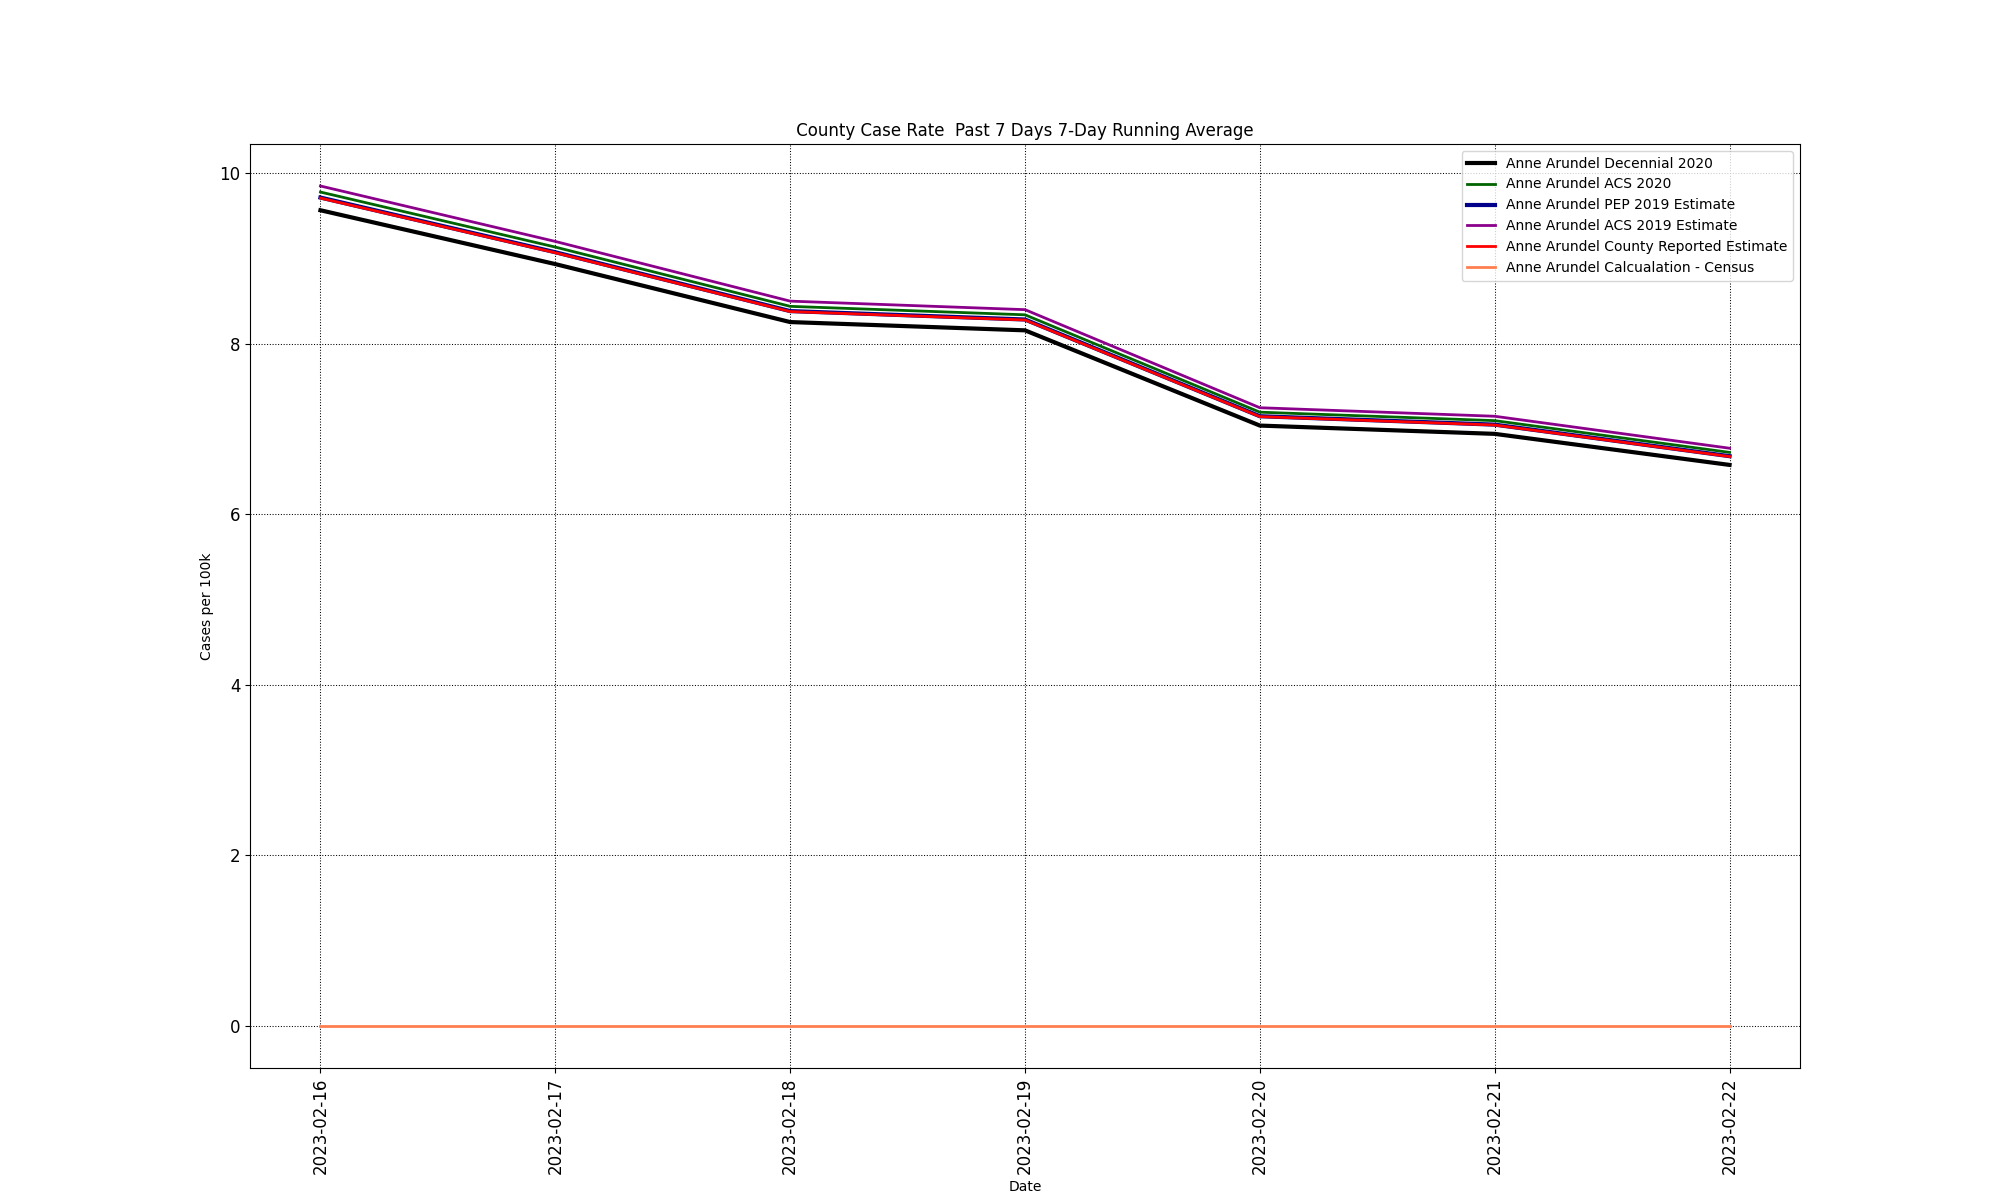 County Case Rate  Past 7 Days 7-Day Running Average
Anne Arundel Decennial 2020
Anne Arundel ACS 2020
Anne Arundel PEP 2019 Estimate
Anne Arundel ACS 2019 Estimate
Anne Arundel County Reported Estimate
Anne Arundel Calcualation - Census
10
8
6
4
2
0
Cases per 100k
2023-02-16
2023-02-17
2023-02-18
2023-02-19
2023-02-20
2023-02-21
2023-02-22
Date